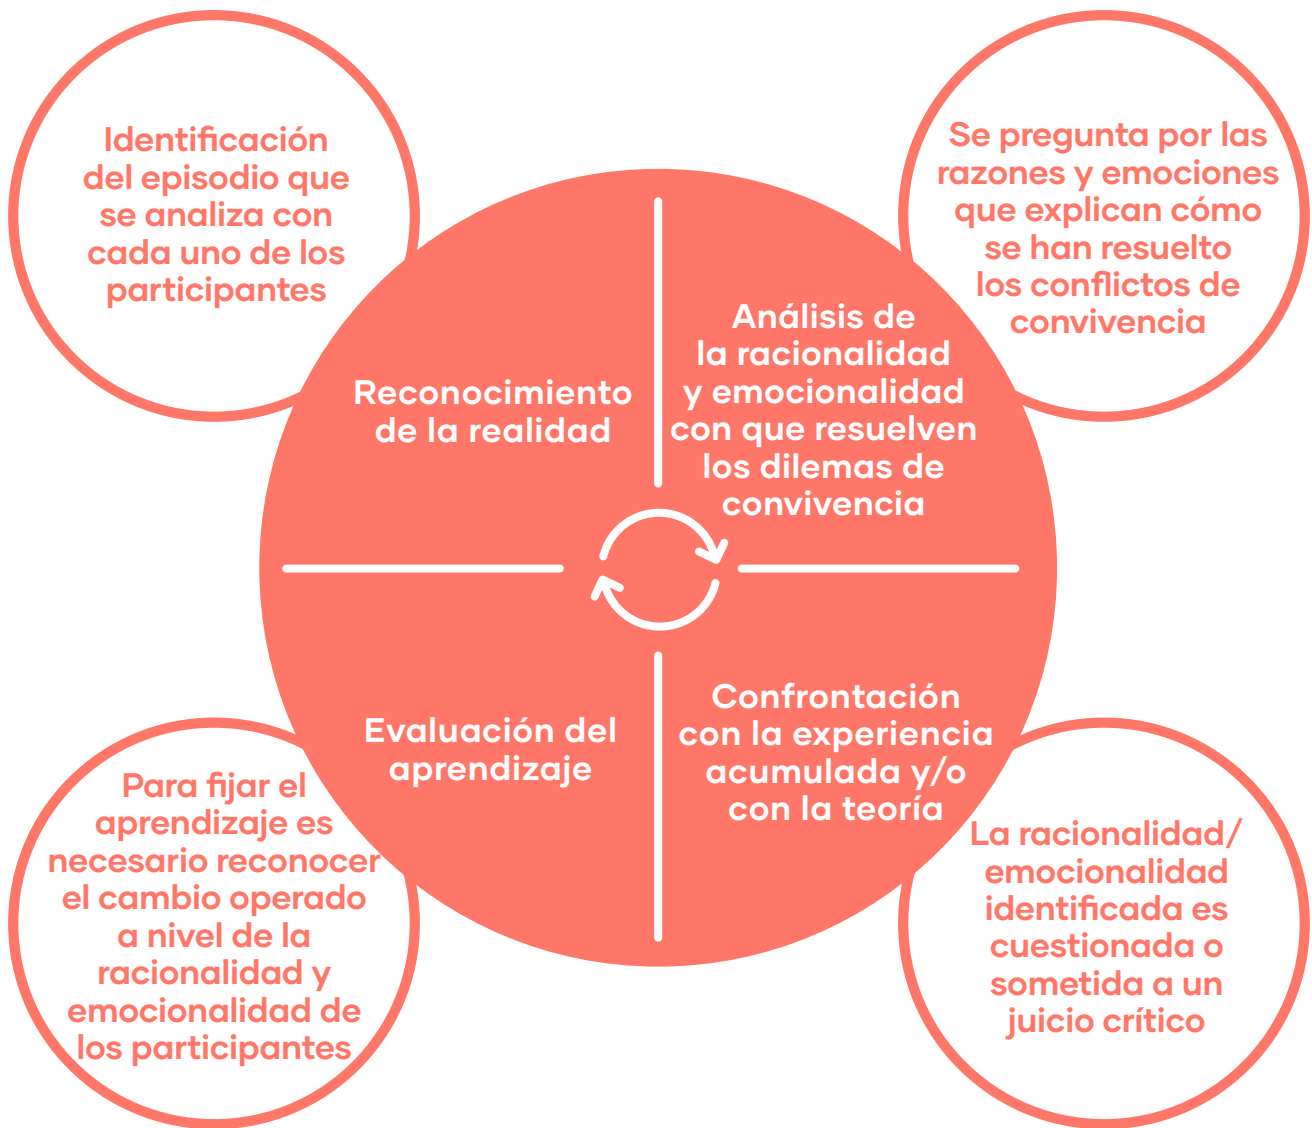 Identificación
del episodio que
se analiza con
cada uno de los
participantes
Se pregunta por las
razones y emociones
que explican cómo
se han resuelto
los conflictos de
convivencia
Reconocimiento
de la realidad
Análisis de
la racionalidad
y emocionalidad
con que resuelven
los dilemas de
convivencia
Evaluación del
aprendizaje
Confrontación
con la experiencia
acumulada y/o
con la teoría
Para fijar el
aprendizaje es
necesario reconocer
el cambio operado
a nivel de la
racionalidad y
emocionalidad de
los participantes
La racionalidad/
emocionalidad
identificada es
cuestionada o
sometida a un
juicio crítico